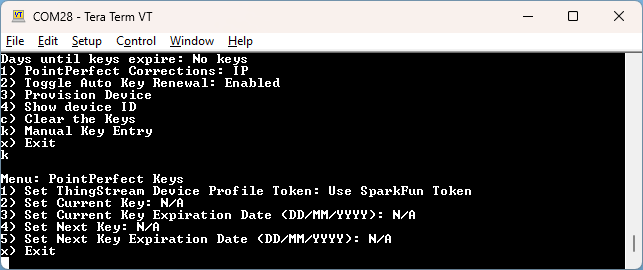 COM28 - Tera Term VT
File Edit Setup Control Window Help
Days until keys expire: No keys
1) PointPerfect Corrections: IP
2) Toggle Auto Key Renewal: Enabled
3) Provision Device
4) Show device ID
c) Clear the Keys
k) Manual Key Entry
x) Exit
k
Menu: PointPerfect Keys
1) Set ThingStream Device Profile Token: Use SparkFun Token
2) Set Current Key: N/A
3) Set Current Key Expiration Date (DD/MM/YYYY): N/A
4) Set Next Key: N/A
5) Set Next Key Expiration Date (DD/MM/YYYY): N/A
x) Exit